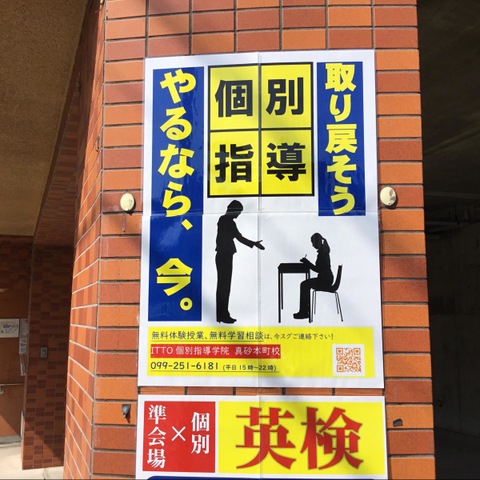 取り戻そう
個別
指導
やるなら、今。
無料体験授業、無料学習相談は、今スグご連絡下さい!
ITTO 個別指導学院 真砂本町校
099-251-6181 (平日15時〜22時)
個別
×
準会場
英検